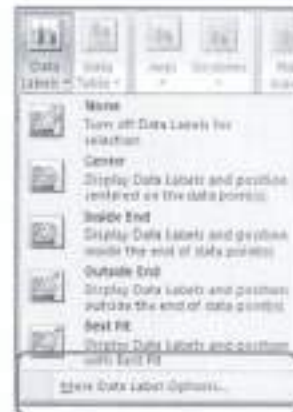 Data Labels
Data Table
Axes
Gridlines
None
Turn off Data Labels for
selection
Center
Display Data Labels and position
centered on the data point(s)
Inside End
Display Data Labels and position
inside the end of data point(s)
Outside End
Display Data Labels and position
outside the end of data point(s)
Best Fit
Display Data Labels and position
with Best Fit
More Data Label Options...